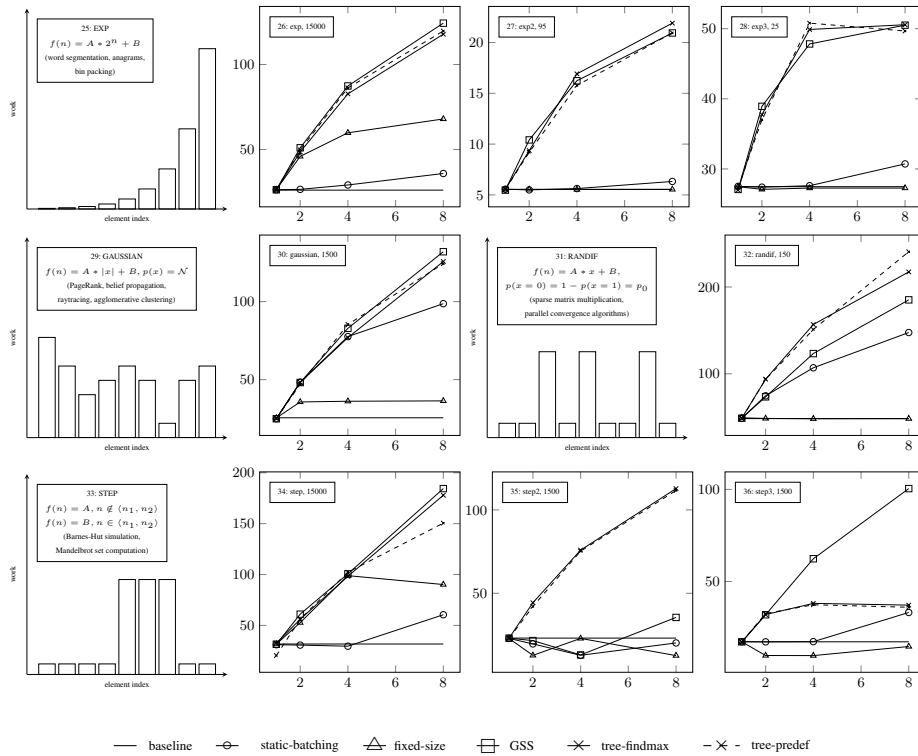 25: EXP
f(n) = A ∗ 2^n + B
(word segmentation, anagrams,
bin packing)
work
element index
26: exp, 15000
100
50
2 4 6 8
27: exp2, 95
20
15
10
5
2 4 6 8
28: exp3, 25
50
40
30
2 4 6 8
29: GAUSSIAN
f(n) = A ∗ |x| + B, p(x) = 𝒩
(PageRank, belief propagation,
raytracing, agglomerative clustering)
work
element index
30: gaussian, 1500
100
50
2 4 6 8
31: RANDIF
f(n) = A ∗ x + B,
p(x = 0) = 1 − p(x = 1) = p₀
(sparse matrix multiplication,
parallel convergence algorithms)
work
element index
32: randif, 150
200
100
2 4 6 8
33: STEP
f(n) = A, n ∉ ⟨n₁, n₂⟩
f(n) = B, n ∈ ⟨n₁, n₂⟩
(Barnes-Hut simulation,
Mandelbrot set computation)
work
element index
34: step, 15000
200
150
100
50
2 4 6 8
35: step2, 1500
100
50
2 4 6 8
36: step3, 1500
100
50
2 4 6 8
baseline static-batching fixed-size GSS tree-findmax tree-predef